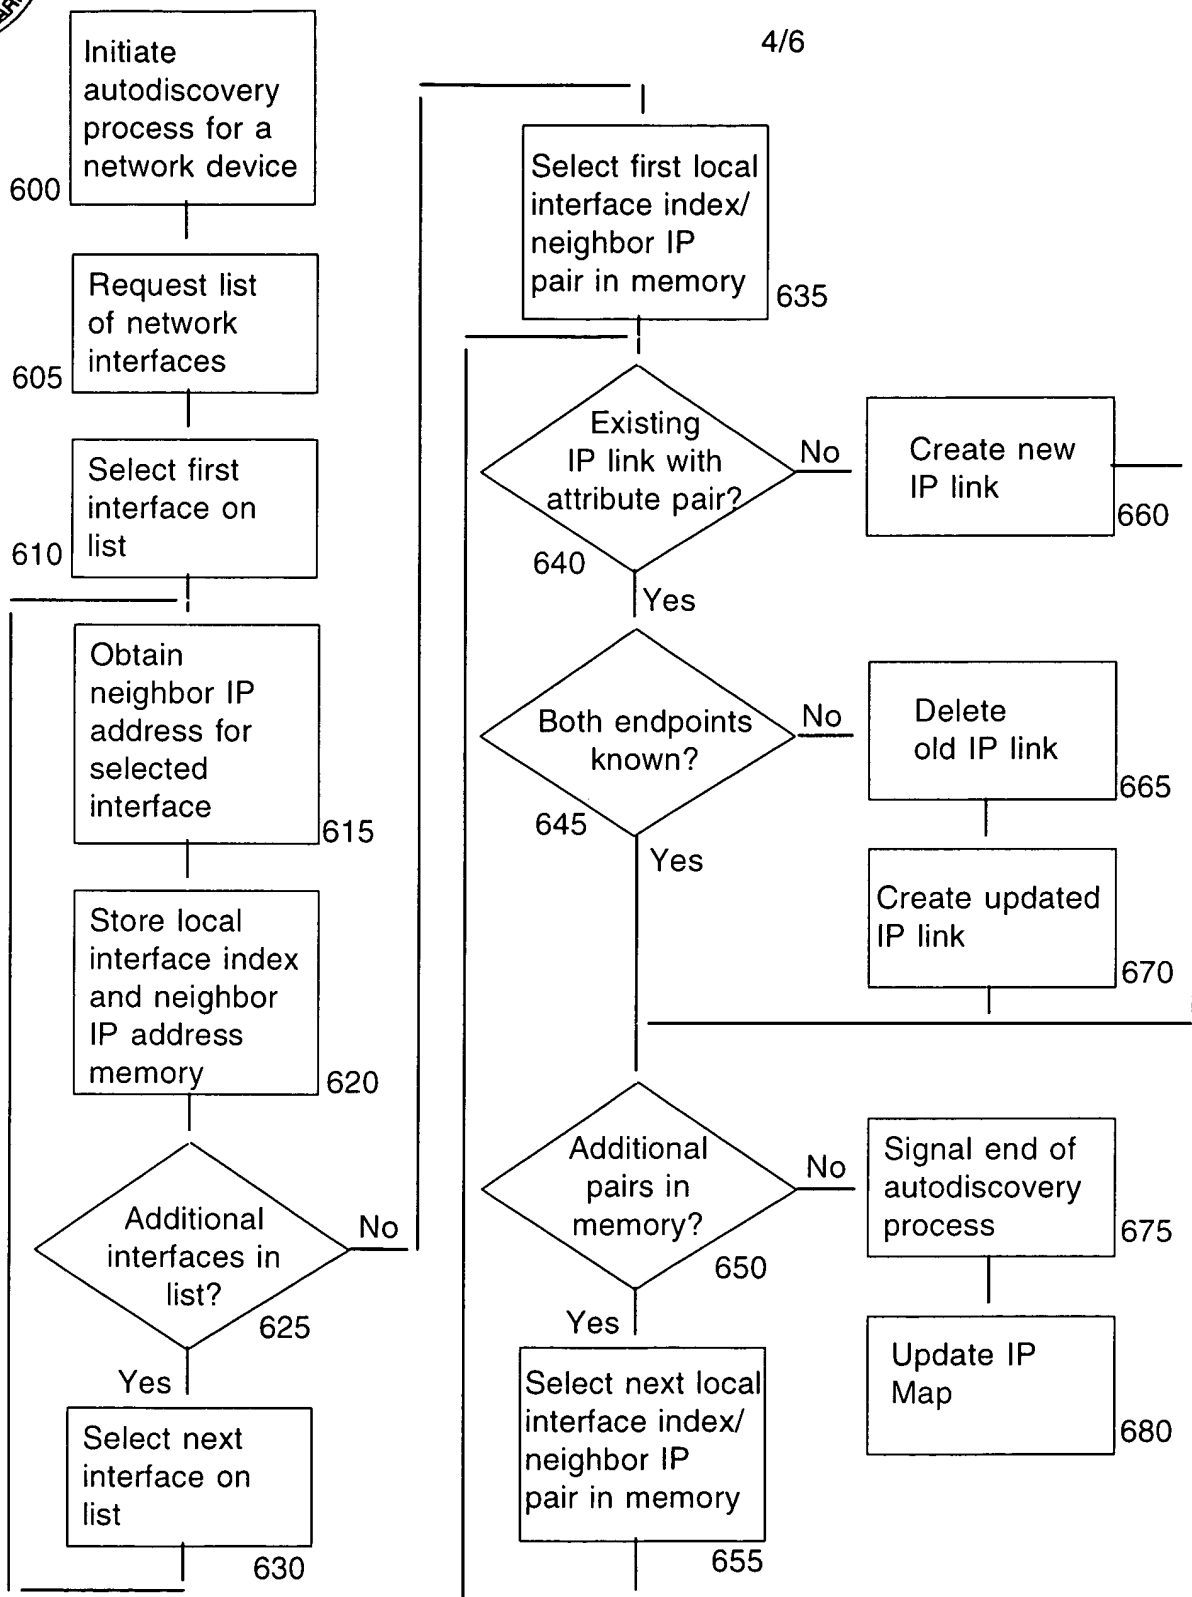 4/6
Initiate
autodiscovery
process for a
network device
600
Request list
of network
interfaces
605
Select first
interface on
list
610
Obtain
neighbor IP
address for
selected
interface
615
Store local
interface index
and neighbor
IP address
memory
620
Additional
interfaces in
list?
625
No
Yes
Select next
interface on
list
630
Select first local
interface index/
neighbor IP
pair in memory
635
Existing
IP link with
attribute pair?
640
No
Yes
Create new
IP link
660
Both endpoints
known?
645
No
Yes
Delete
old IP link
665
Create updated
IP link
670
Additional
pairs in
memory?
650
No
Yes
Select next local
interface index/
neighbor IP
pair in memory
655
Signal end of
autodiscovery
process
675
Update IP
Map
680